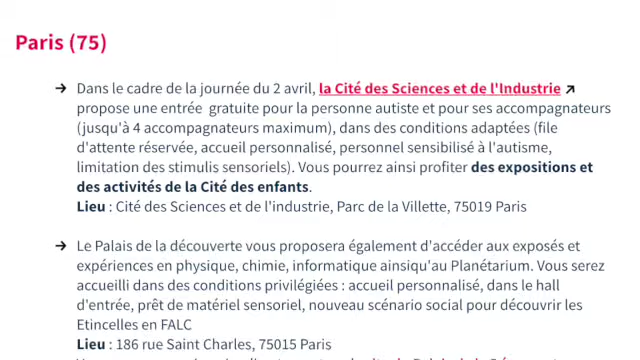 Paris (75)
→ Dans le cadre de la journée du 2 avril, la Cité des Sciences et de l'Industrie ↗
propose une entrée gratuite pour la personne autiste et pour ses accompagnateurs
(jusqu'à 4 accompagnateurs maximum), dans des conditions adaptées (file
d'attente réservée, accueil personnalisé, personnel sensibilisé à l'autisme,
limitation des stimulis sensoriels). Vous pourrez ainsi profiter des expositions et
des activités de la Cité des enfants.
Lieu : Cité des Sciences et de l'industrie, Parc de la Villette, 75019 Paris
→ Le Palais de la découverte vous proposera également d'accéder aux exposés et
expériences en physique, chimie, informatique ainsiqu'au Planétarium. Vous serez
accueilli dans des conditions privilégiées : accueil personnalisé, dans le hall
d'entrée, prêt de matériel sensoriel, nouveau scénario social pour découvrir les
Etincelles en FALC
Lieu : 186 rue Saint Charles, 75015 Paris